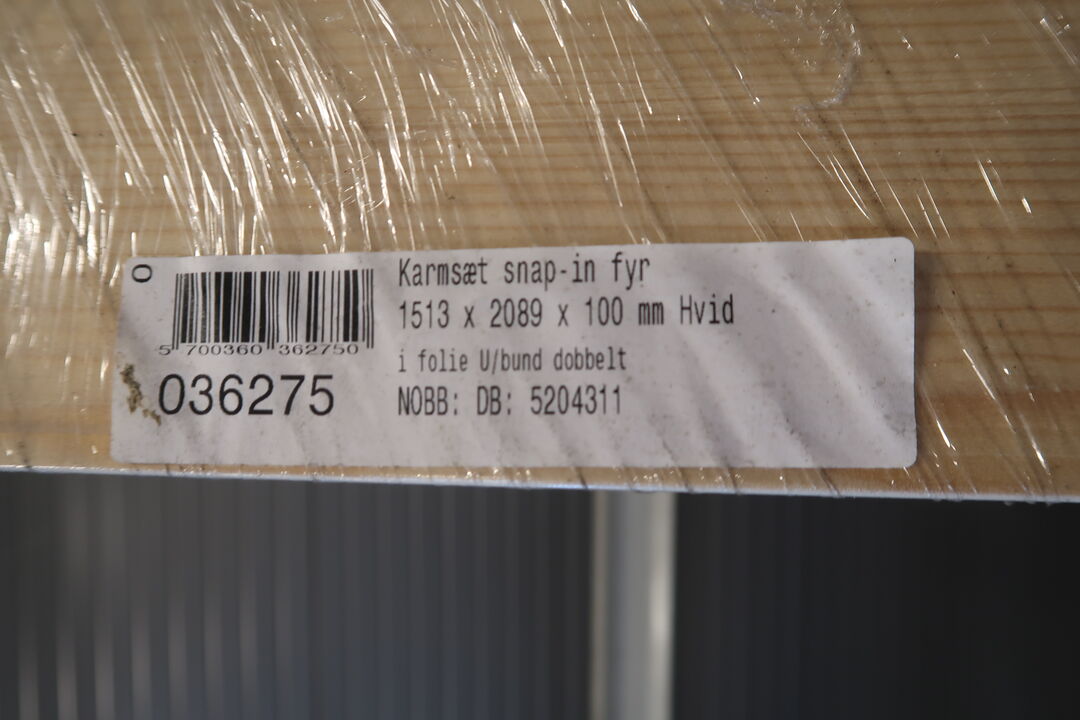 0
Karmsæt snap-in fyr
1513 x 2089 x 100 mm Hvid
i folie U/bund dobbelt
NOBB: DB: 5204311
5 700360 362750
036275